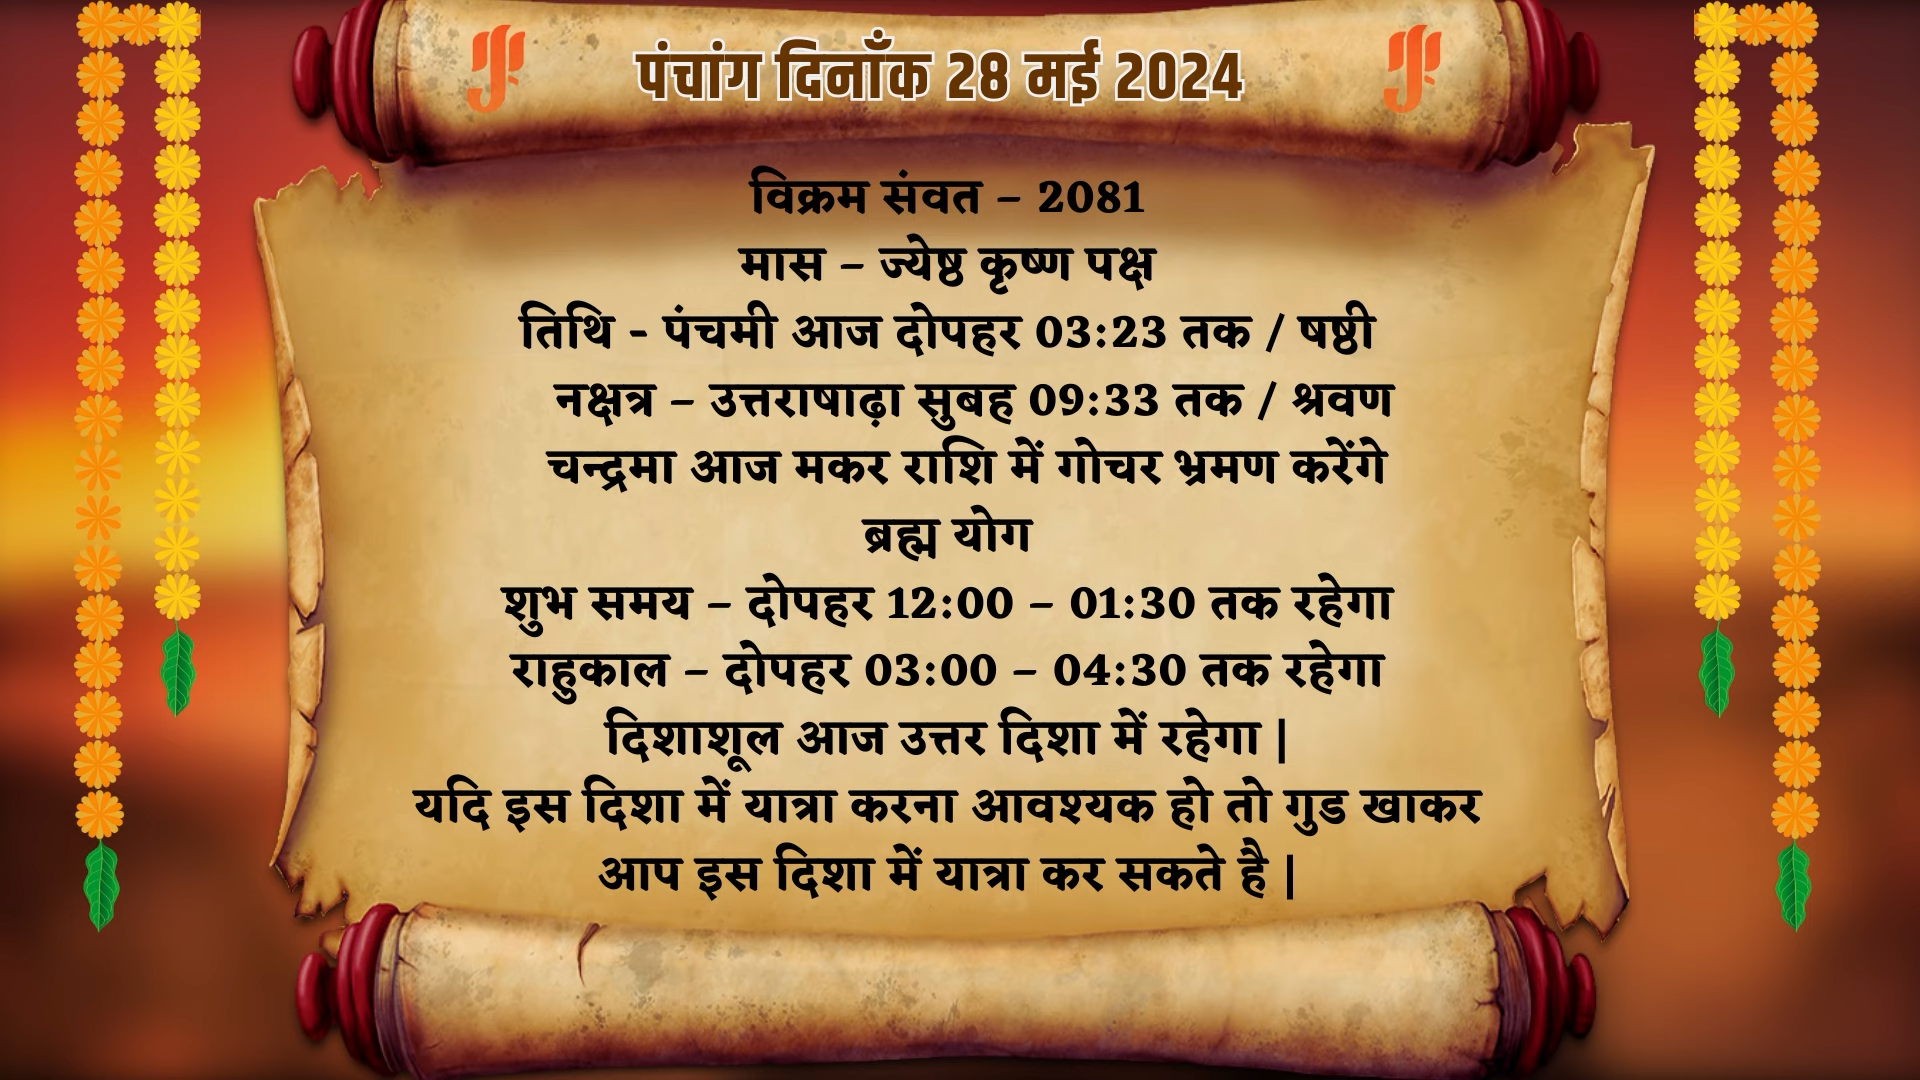 पंचांग दिनाँक 28 मई 2024
विक्रम संवत – 2081
मास – ज्येष्ठ कृष्ण पक्ष
तिथि - पंचमी आज दोपहर 03:23 तक / षष्ठी
नक्षत्र – उत्तराषाढ़ा सुबह 09:33 तक / श्रवण
चन्द्रमा आज मकर राशि में गोचर भ्रमण करेंगे
ब्रह्म योग
शुभ समय – दोपहर 12:00 – 01:30 तक रहेगा
राहुकाल – दोपहर 03:00 – 04:30 तक रहेगा
दिशाशूल आज उत्तर दिशा में रहेगा |
यदि इस दिशा में यात्रा करना आवश्यक हो तो गुड खाकर
आप इस दिशा में यात्रा कर सकते है |